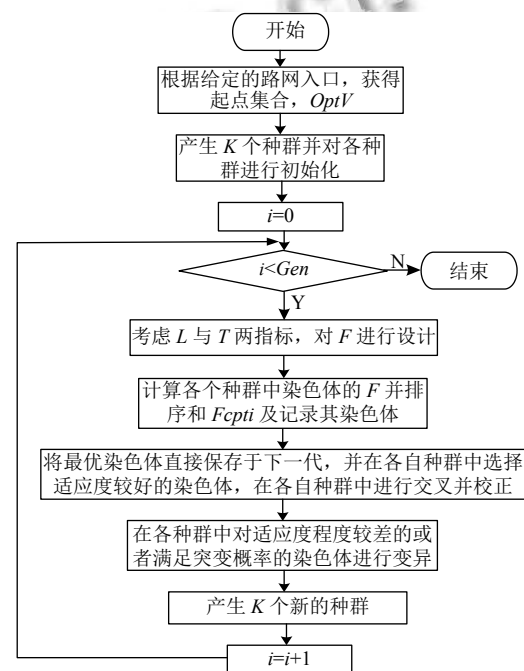 开始
根据给定的路网入口，获得
起点集合，OptV
产生 K 个种群并对各种
群进行初始化
i=0
i<Gen
N
结束
Y
考虑 L 与 T 两指标，对 F 进行设计
计算各个种群中染色体的 F 并排
序和 Fcpti 及记录其染色体
将最优染色体直接保存于下一代，并在各自种群中选择
适应度较好的染色体，在各自种群中进行交叉并校正
在各种群中对适应度程度较差的或
者满足突变概率的染色体进行变异
产生 K 个新的种群
i=i+1